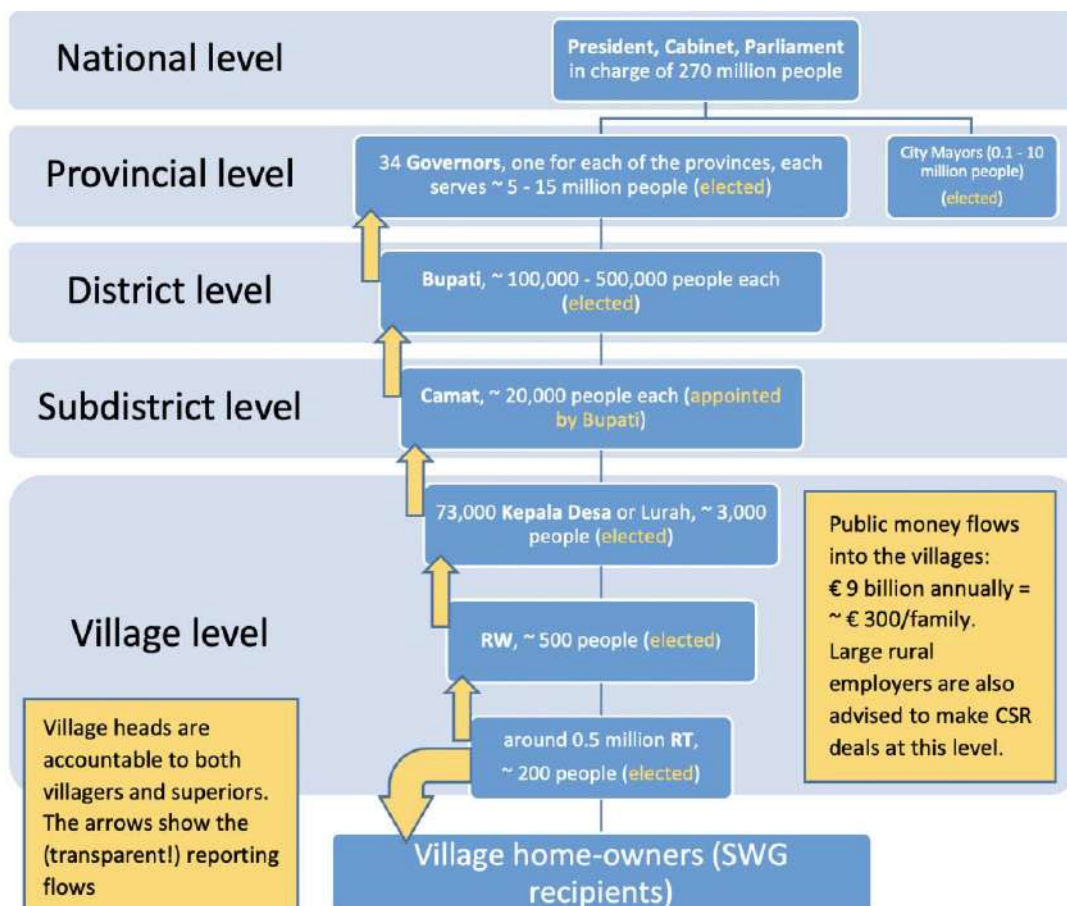 National level
President, Cabinet, Parliament
in charge of 270 million people
Provincial level
34 Governors, one for each of the provinces, each
serves ~ 5 - 15 million people (elected)
City Mayors (0.1 - 10
million people)
(elected)
District level
Bupati, ~ 100,000 - 500,000 people each
(elected)
Subdistrict level
Camat, ~ 20,000 people each (appointed
by Bupati)
Village level
73,000 Kepala Desa or Lurah, ~ 3,000
people (elected)
RW, ~ 500 people (elected)
around 0.5 million RT,
~ 200 people (elected)
Public money flows
into the villages:
€ 9 billion annually =
~ € 300/family.
Large rural
employers are also
advised to make CSR
deals at this level.
Village heads are
accountable to both
villagers and superiors.
The arrows show the
(transparent!) reporting
flows
Village home-owners (SWG
recipients)